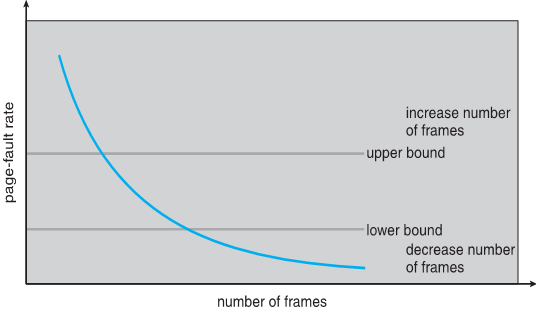 page-fault rate
increase number
of frames
upper bound
lower bound
decrease number
of frames
number of frames